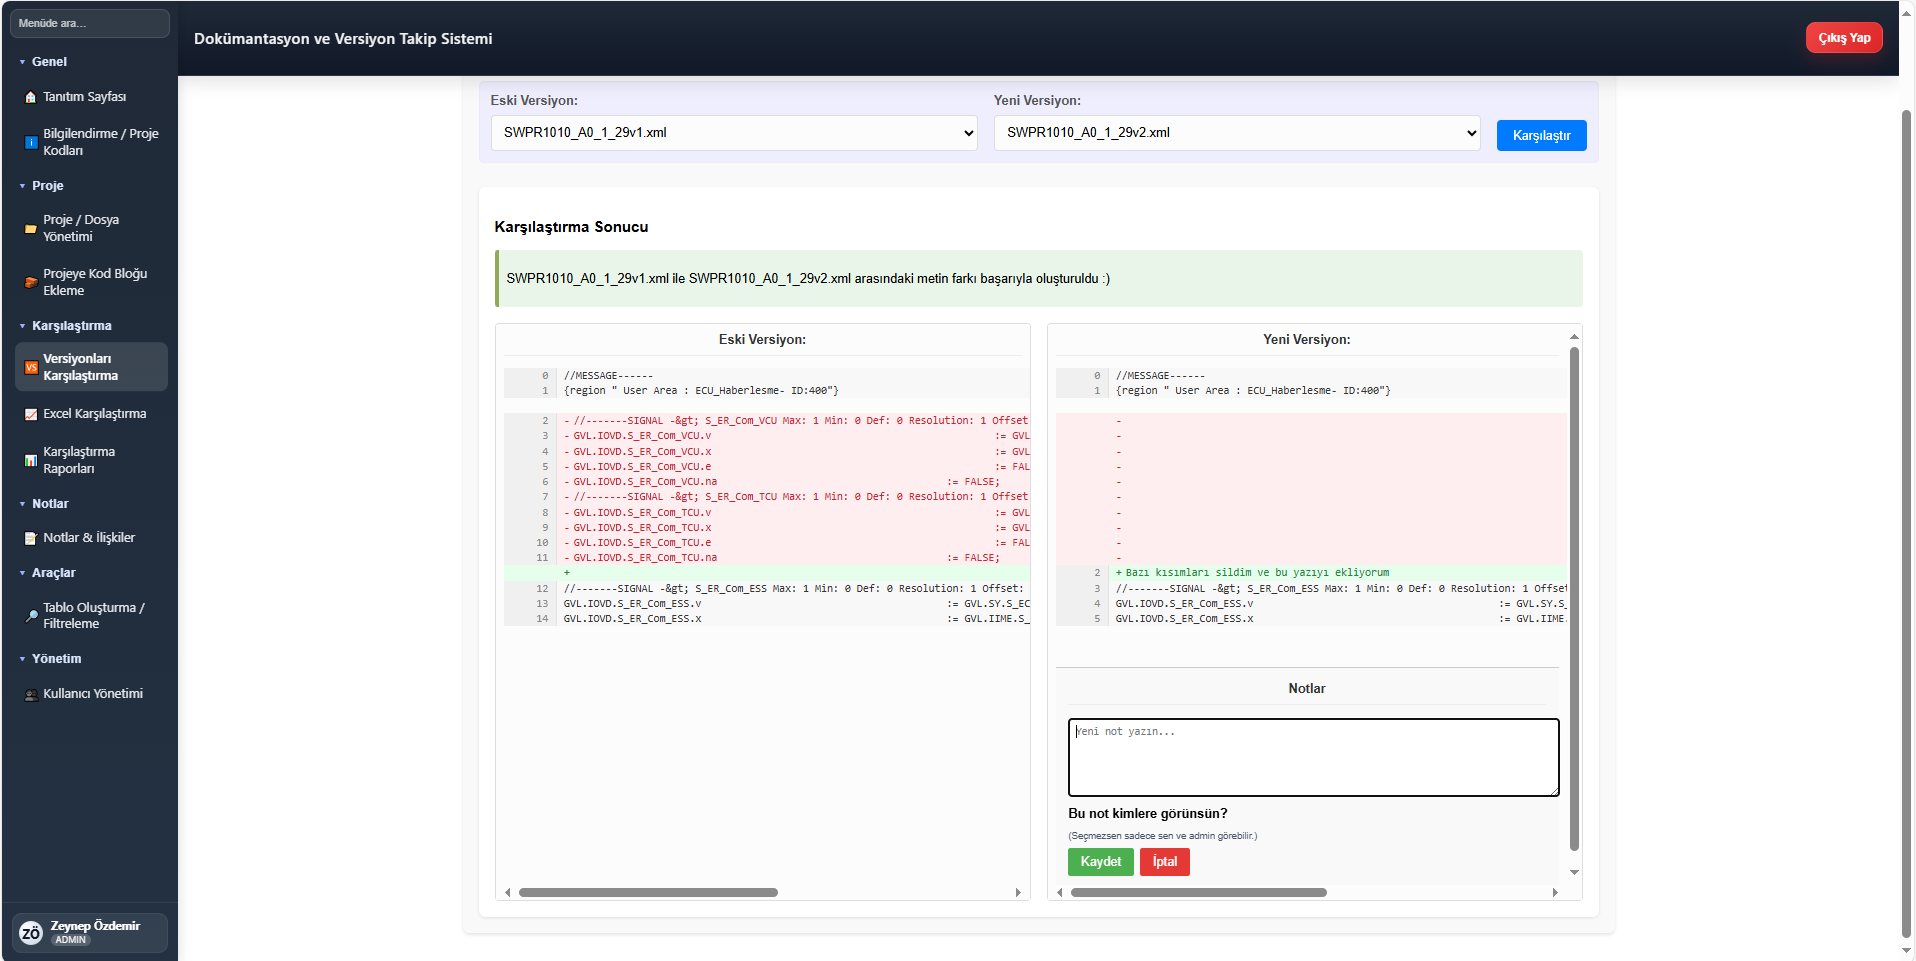 Menüde ara...
Genel
Tanıtım Sayfası
Bilgilendirme / Proje
Kodları
Proje
Proje / Dosya
Yönetimi
Projeye Kod Bloğu
Ekleme
Karşılaştırma
VS Versiyonları
Karşılaştırma
Excel Karşılaştırma
Karşılaştırma
Raporları
Notlar
Notlar & İlişkiler
Araçlar
Tablo Oluşturma /
Filtreleme
Yönetim
Kullanıcı Yönetimi
ZÖ
Zeynep Özdemir
ADMIN
Dokümantasyon ve Versiyon Takip Sistemi
Çıkış Yap
Eski Versiyon:
SWPR1010_A0_1_29v1.xml
Yeni Versiyon:
SWPR1010_A0_1_29v2.xml
Karşılaştır
Karşılaştırma Sonucu
SWPR1010_A0_1_29v1.xml ile SWPR1010_A0_1_29v2.xml arasındaki metin farkı başarıyla oluşturuldu :)
Eski Versiyon:
0 //MESSAGE------
1 {region " User Area : ECU_Haberlesme- ID:400"}
2 - //-------SIGNAL -&gt; S_ER_Com_VCU Max: 1 Min: 0 Def: 0 Resolution: 1 Offset
3 - GVL.IOVD.S_ER_Com_VCU.v := GVL
4 - GVL.IOVD.S_ER_Com_VCU.x := GVL
5 - GVL.IOVD.S_ER_Com_VCU.e := FAL
6 - GVL.IOVD.S_ER_Com_VCU.na := FALSE;
7 - //-------SIGNAL -&gt; S_ER_Com_TCU Max: 1 Min: 0 Def: 0 Resolution: 1 Offset
8 - GVL.IOVD.S_ER_Com_TCU.v := GVL
9 - GVL.IOVD.S_ER_Com_TCU.x := GVL
10 - GVL.IOVD.S_ER_Com_TCU.e := FAL
11 - GVL.IOVD.S_ER_Com_TCU.na := FALSE;
+
12 //-------SIGNAL -&gt; S_ER_Com_ESS Max: 1 Min: 0 Def: 0 Resolution: 1 Offset:
13 GVL.IOVD.S_ER_Com_ESS.v := GVL.SY.S_EC
14 GVL.IOVD.S_ER_Com_ESS.x := GVL.IIME.S_
Yeni Versiyon:
0 //MESSAGE------
1 {region " User Area : ECU_Haberlesme- ID:400"}
-
-
-
-
-
-
-
-
-
-
2 + Bazı kısımları sildim ve bu yazıyı ekliyorum
3 //-------SIGNAL -&gt; S_ER_Com_ESS Max: 1 Min: 0 Def: 0 Resolution: 1 Offset
4 GVL.IOVD.S_ER_Com_ESS.v := GVL.SY.S_
5 GVL.IOVD.S_ER_Com_ESS.x := GVL.IIME.
Notlar
Yeni not yazın...
Bu not kimlere görünsün?
(Seçmezsen sadece sen ve admin görebilir.)
Kaydet
İptal